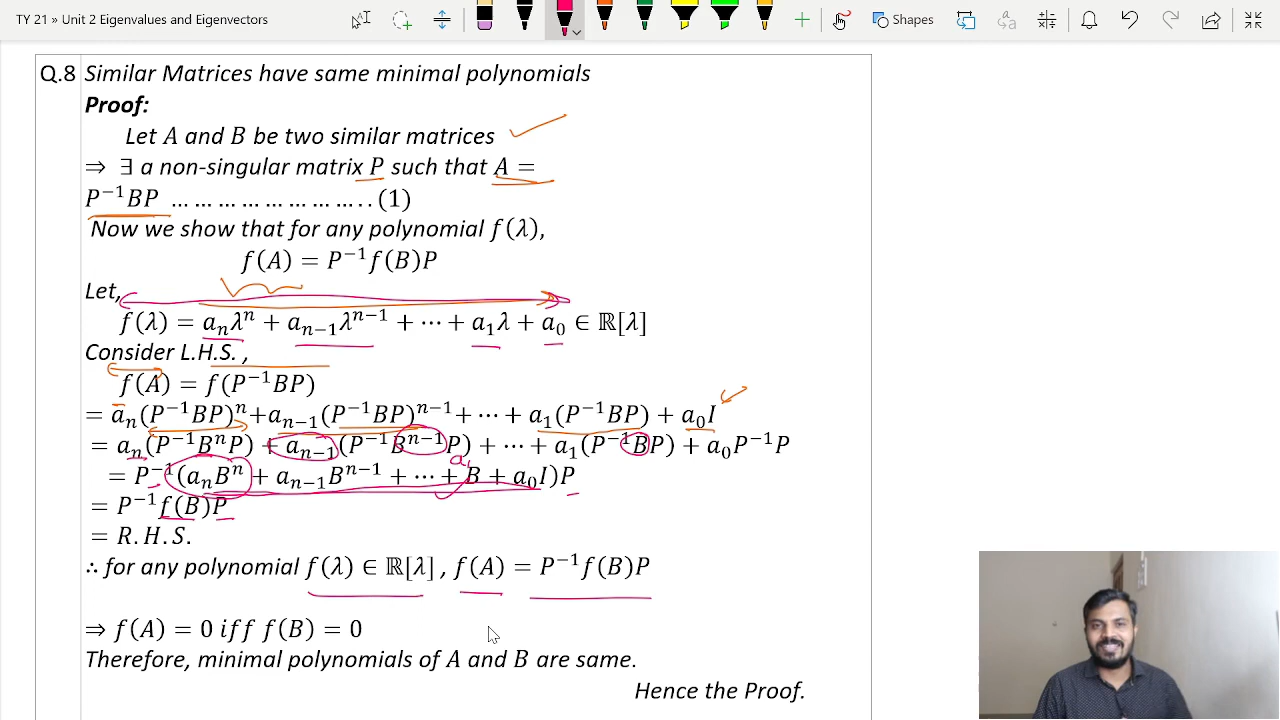 TY 21 » Unit 2 Eigenvalues and Eigenvectors
Shapes
Q.8 Similar Matrices have same minimal polynomials
Proof:
Let A and B be two similar matrices
⇒ ∃ a non-singular matrix P such that A =
P⁻¹BP … … … … … … … … . . (1)
Now we show that for any polynomial f(λ),
f(A) = P⁻¹f(B)P
Let,
f(λ) = aₙλⁿ + aₙ₋₁λⁿ⁻¹ + ⋯ + a₁λ + a₀ ∈ ℝ[λ]
Consider L.H.S. ,
f(A) = f(P⁻¹BP)
= aₙ(P⁻¹BP)ⁿ+aₙ₋₁(P⁻¹BP)ⁿ⁻¹+ ⋯ + a₁(P⁻¹BP) + a₀I
= aₙ(P⁻¹BⁿP) + aₙ₋₁(P⁻¹Bⁿ⁻¹P) + ⋯ + a₁(P⁻¹BP) + a₀P⁻¹P
a₁
= P⁻¹(aₙBⁿ + aₙ₋₁Bⁿ⁻¹ + ⋯ + B + a₀I)P
= P⁻¹f(B)P
= R.H.S.
∴ for any polynomial f(λ) ∈ ℝ[λ] , f(A) = P⁻¹f(B)P
⇒ f(A) = 0 iff f(B) = 0
Therefore, minimal polynomials of A and B are same.
Hence the Proof.